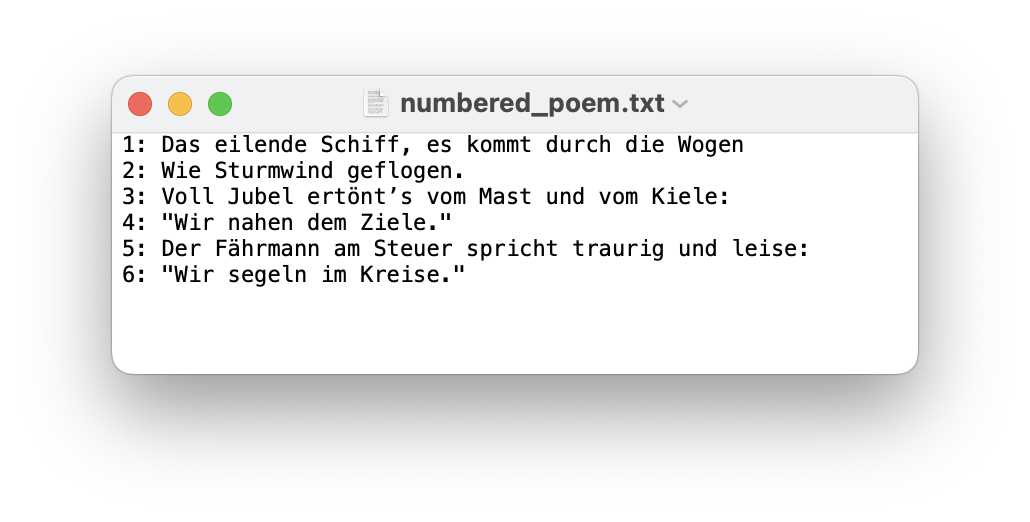 numbered_poem.txt
1: Das eilende Schiff, es kommt durch die Wogen
2: Wie Sturmwind geflogen.
3: Voll Jubel ertönt’s vom Mast und vom Kiele:
4: "Wir nahen dem Ziele."
5: Der Fährmann am Steuer spricht traurig und leise:
6: "Wir segeln im Kreise."